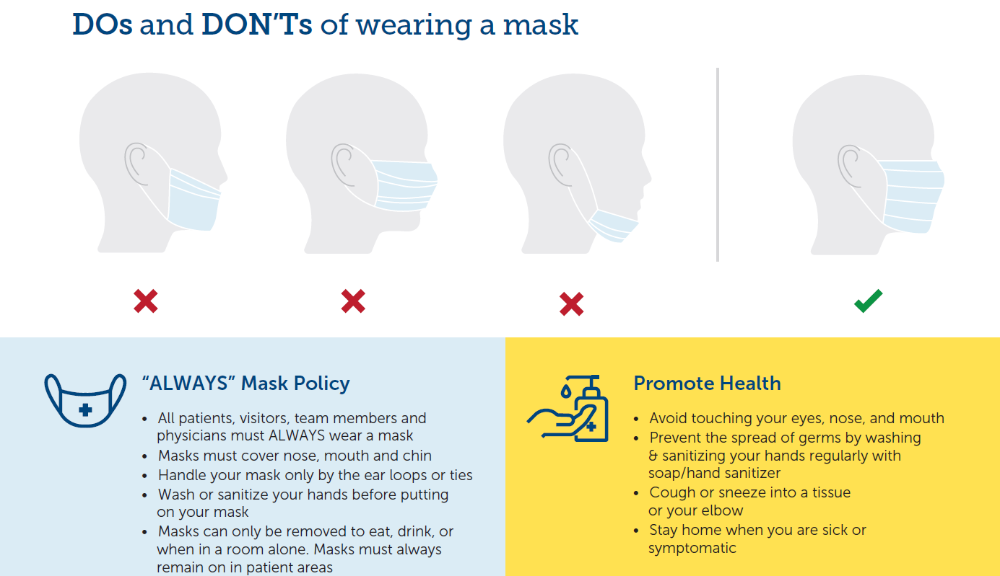 DOs and DON'Ts of wearing a mask
“ALWAYS” Mask Policy
• All patients, visitors, team members and
physicians must ALWAYS wear a mask
• Masks must cover nose, mouth and chin
• Handle your mask only by the ear loops or ties
• Wash or sanitize your hands before putting
on your mask
• Masks can only be removed to eat, drink, or
when in a room alone. Masks must always
remain on in patient areas
Promote Health
• Avoid touching your eyes, nose, and mouth
• Prevent the spread of germs by washing
& sanitizing your hands regularly with
soap/hand sanitizer
• Cough or sneeze into a tissue
or your elbow
• Stay home when you are sick or
symptomatic